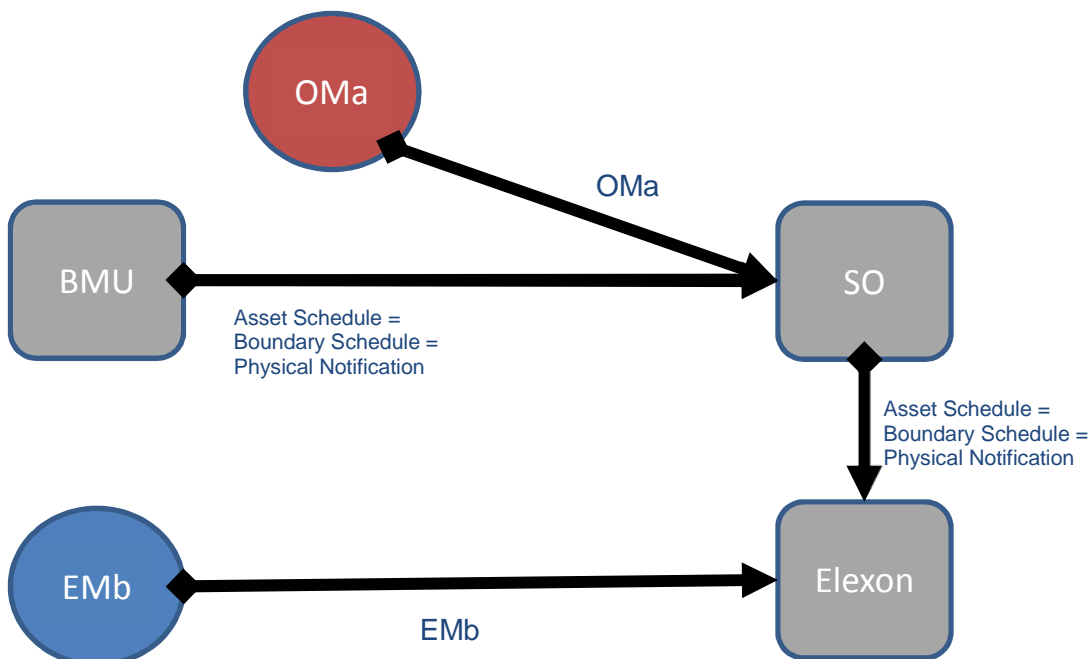 OMa
OMa
BMU
SO
Asset Schedule =
Boundary Schedule =
Physical Notification
Asset Schedule =
Boundary Schedule =
Physical Notification
EMb
Elexon
EMb